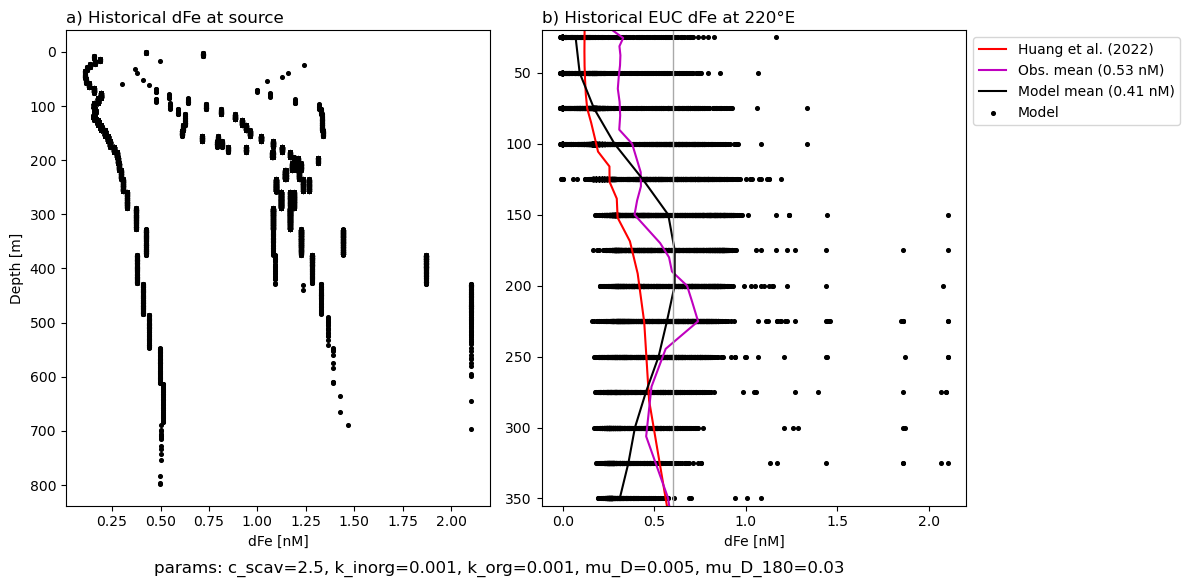 a) Historical dFe at source
0
100
200
300
400
500
600
700
800
Depth [m]
0.25
0.50
0.75
1.00
1.25
1.50
1.75
2.00
dFe [nM]
b) Historical EUC dFe at 220°E
50
100
150
200
250
300
350
0.0
0.5
1.0
1.5
2.0
dFe [nM]
Huang et al. (2022)
Obs. mean (0.53 nM)
Model mean (0.41 nM)
Model
params: c_scav=2.5, k_inorg=0.001, k_org=0.001, mu_D=0.005, mu_D_180=0.03